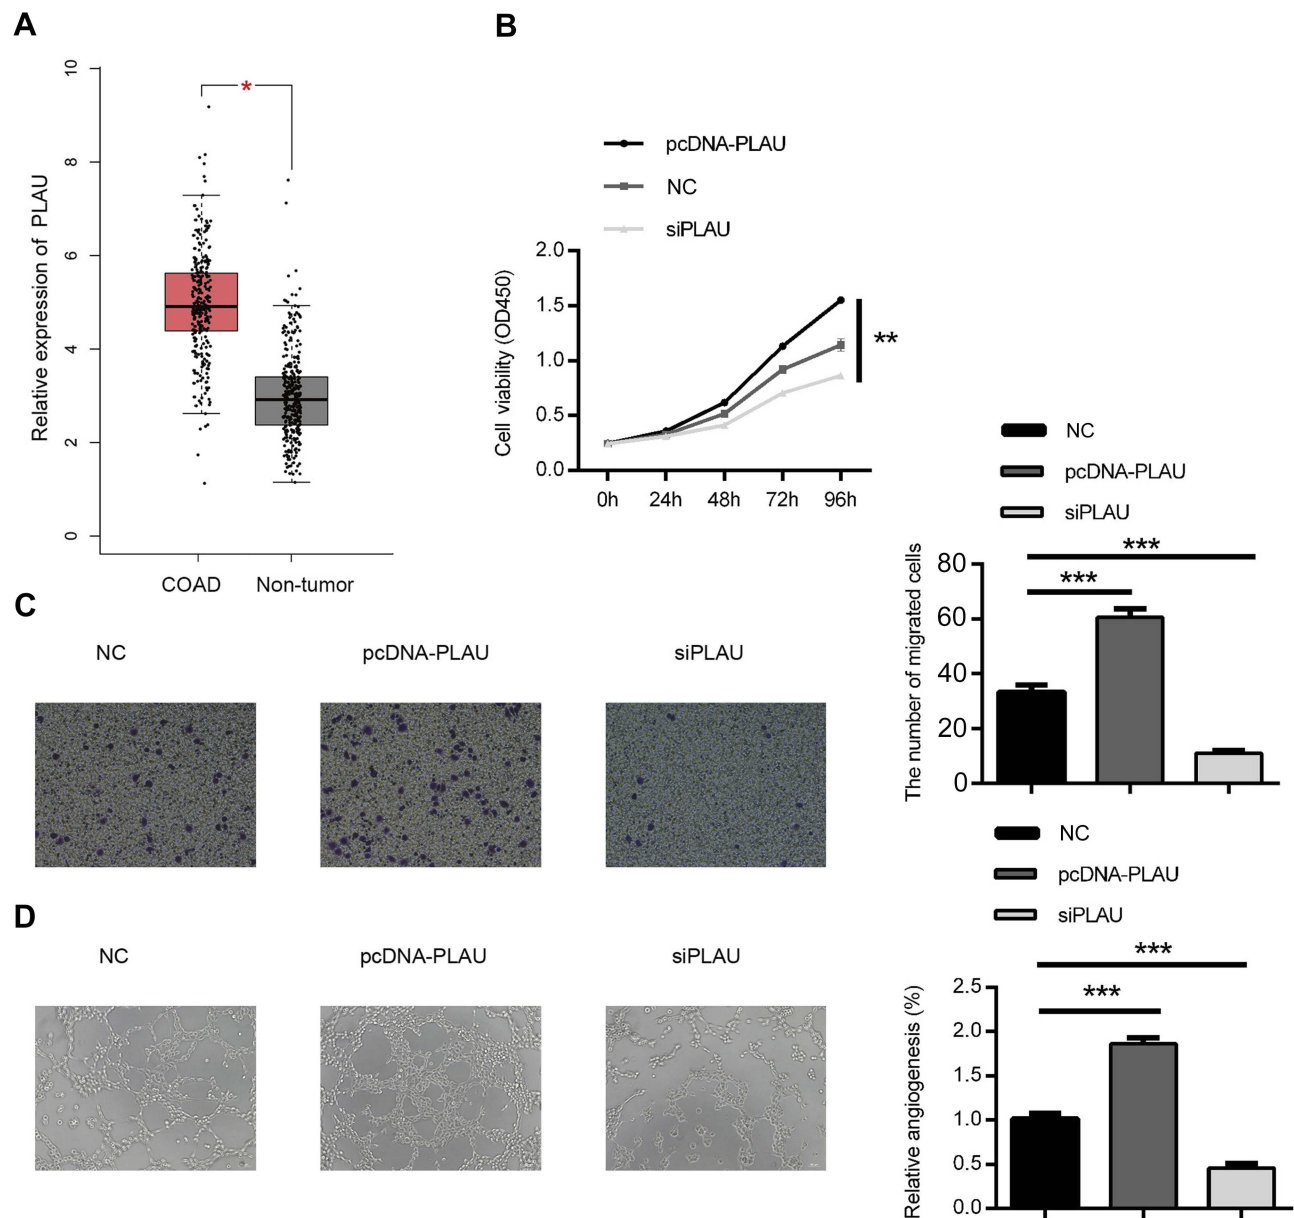 A
10
8
6
4
2
0
Relative expression of PLAU
*
COAD Non-tumor
B
pcDNA-PLAU
NC
siPLAU
2.0
1.5
1.0
0.5
0.0
Cell viability (OD450)
**
0h 24h 48h 72h 96h
C
NC pcDNA-PLAU siPLAU
NC
pcDNA-PLAU
siPLAU
***
***
80
60
40
20
0
The number of migrated cells
D
NC pcDNA-PLAU siPLAU
NC
pcDNA-PLAU
siPLAU
***
***
2.5
2.0
1.5
1.0
0.5
0.0
Relative angiogenesis (%)